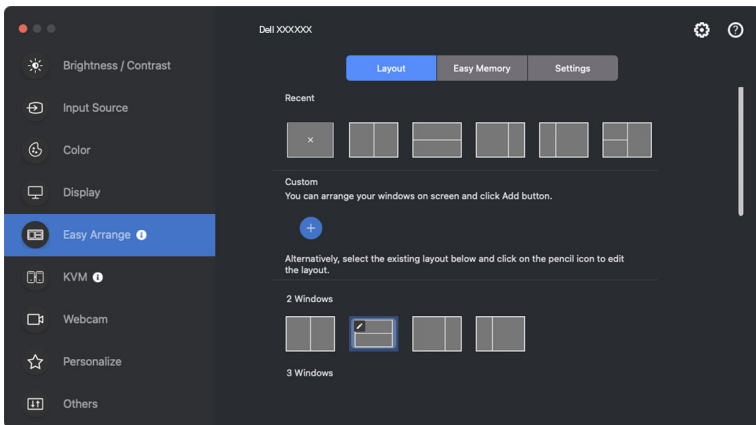 Dell XXXXXX
Brightness / Contrast
Input Source
Color
Display
Easy Arrange
KVM
Webcam
Personalize
Others
Layout
Easy Memory
Settings
Recent
Custom
You can arrange your windows on screen and click Add button.
Alternatively, select the existing layout below and click on the pencil icon to edit
the layout.
2 Windows
3 Windows